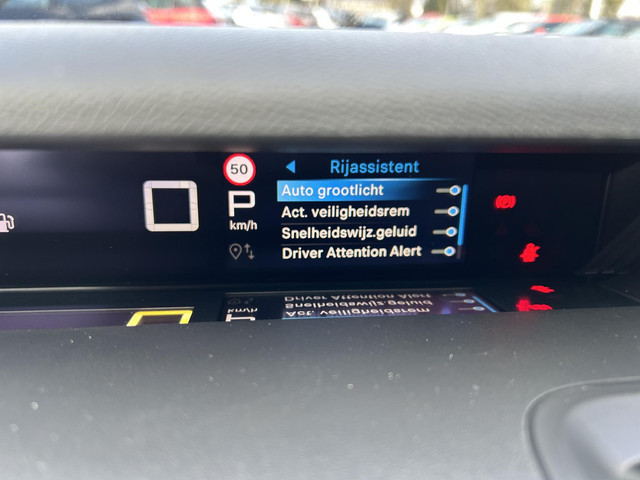 50
Rijassistent
Auto grootlicht
P
Act. veiligheidsrem
km/h
Snelheidswijz.geluid
Driver Attention Alert